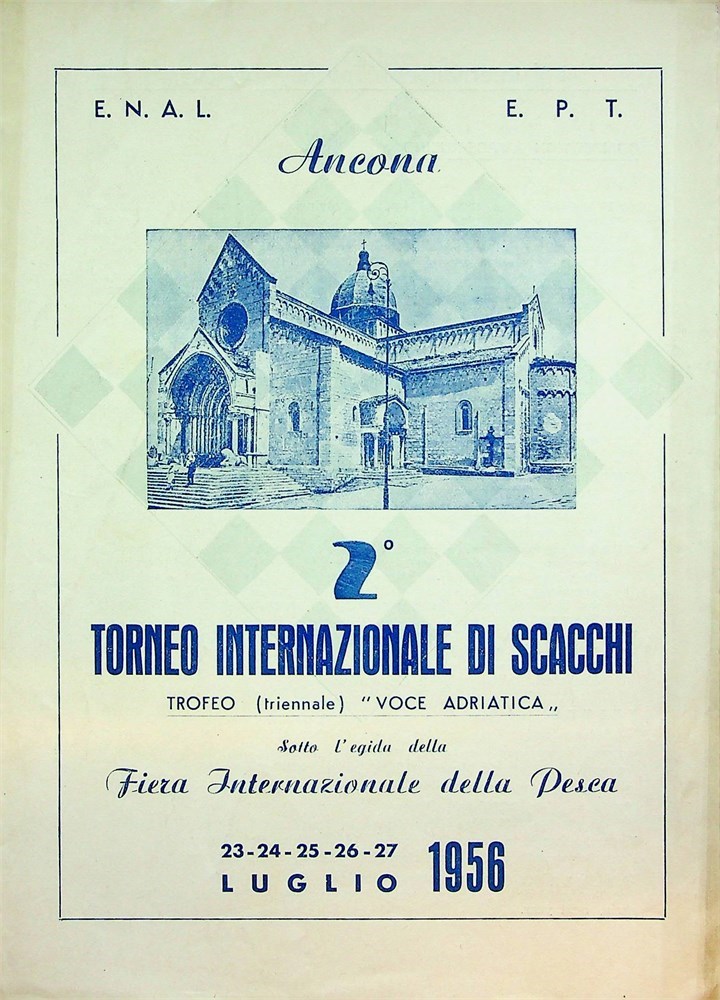 E. N. A. L.
E. P. T.
Ancona
2º
TORNEO INTERNAZIONALE DI SCACCHI
TROFEO (triennale) “VOCE ADRIATICA„
Sotto l'egida della
Fiera Internazionale della Pesca
23-24-25-26-27
LUGLIO 1956